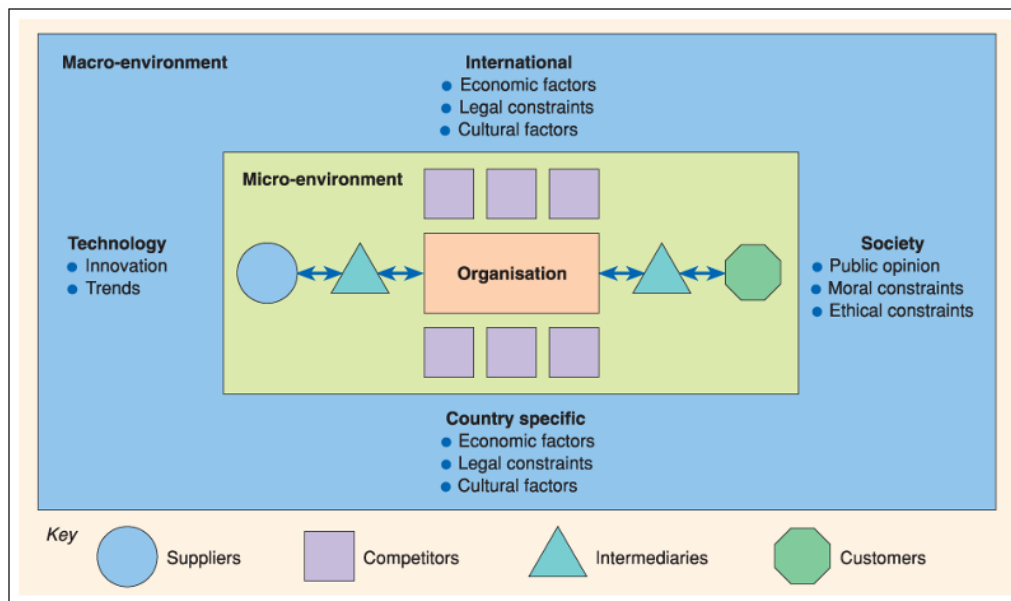 Macro-environment
International
Economic factors
Legal constraints
Cultural factors
Micro-environment
Technology
Innovation
Trends
Organisation
Society
Public opinion
Moral constraints
Ethical constraints
Country specific
Economic factors
Legal constraints
Cultural factors
Key
Suppliers
Competitors
Intermediaries
Customers